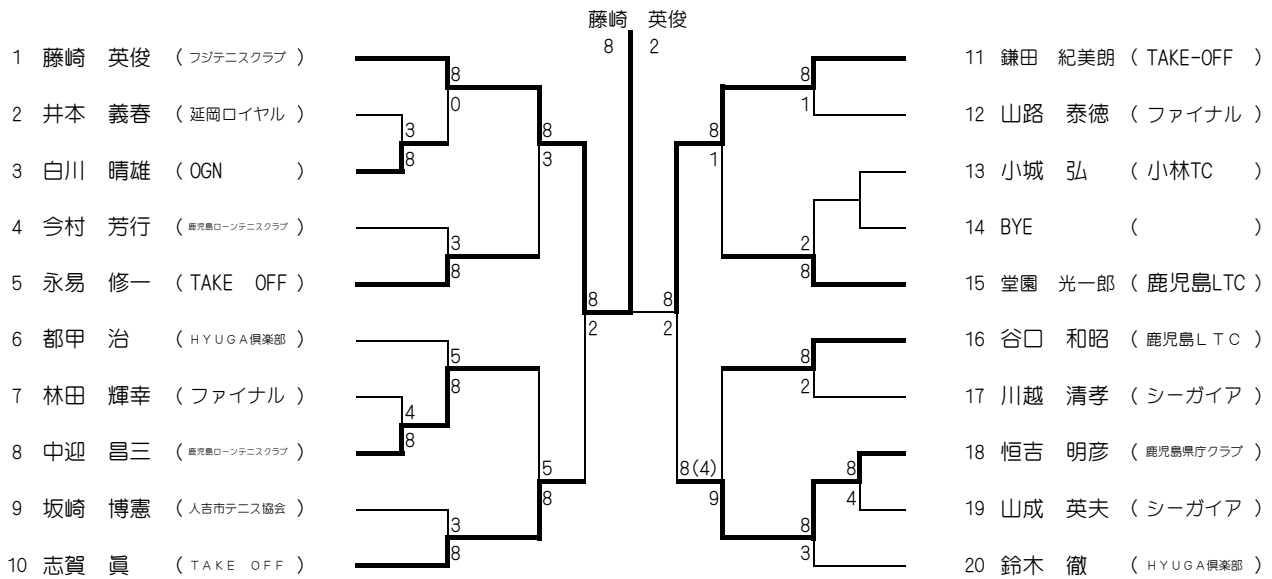 藤崎 英俊
8 2
1 藤崎 英俊 ( フジテニスクラブ )
2 井本 義春 ( 延岡ロイヤル )
3 白川 晴雄 ( OGN )
4 今村 芳行 ( 鹿児島ローンテニスクラブ )
5 永易 修一 ( TAKE OFF )
6 都甲 治 ( HYUGA倶楽部 )
7 林田 輝幸 ( ファイナル )
8 中迎 昌三 ( 鹿児島ローンテニスクラブ )
9 坂崎 博憲 ( 人吉市テニス協会 )
10 志賀 眞 ( TAKE OFF )
8
0
3
8
8
3
3
8
8
2
5
8
4
8
5
8
3
8
11 鎌田 紀美朗 ( TAKE-OFF )
12 山路 泰徳 ( ファイナル )
13 小城 弘 ( 小林TC )
14 BYE ( )
15 堂園 光一郎 ( 鹿児島LTC )
16 谷口 和昭 ( 鹿児島LTC )
17 川越 清孝 ( シーガイア )
18 恒吉 明彦 ( 鹿児島県庁クラブ )
19 山成 英夫 ( シーガイア )
20 鈴木 徹 ( HYUGA倶楽部 )
8
1
8
1
2
8
8
2
8
2
8(4)
9
8
4
8
3